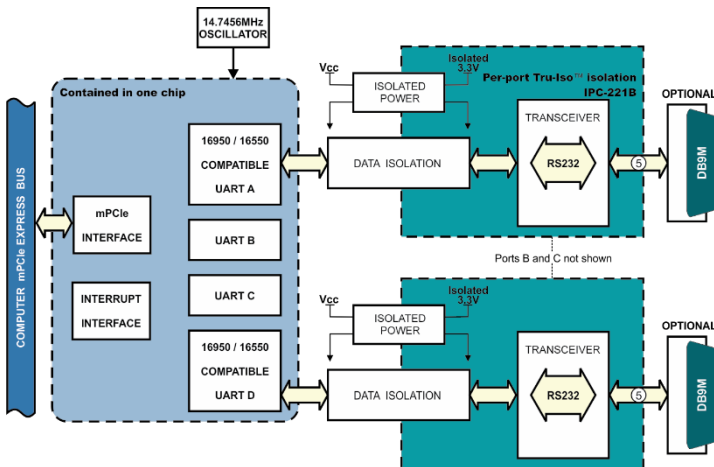 14.7456MHz
OSCILLATOR
Contained in one chip
COMPUTER mPCIe EXPRESS BUS
mPCIe
INTERFACE
INTERRUPT
INTERFACE
16950 / 16550
COMPATIBLE
UART A
UART B
UART C
16950 / 16550
COMPATIBLE
UART D
Vcc
Isolated
3.3V
ISOLATED
POWER
DATA ISOLATION
Per-port Tru-Iso™ isolation
IPC-221B
TRANSCEIVER
RS232
5
OPTIONAL
DB9M
Ports B and C not shown
Vcc
Isolated
3.3V
ISOLATED
POWER
DATA ISOLATION
TRANSCEIVER
RS232
5
OPTIONAL
DB9M